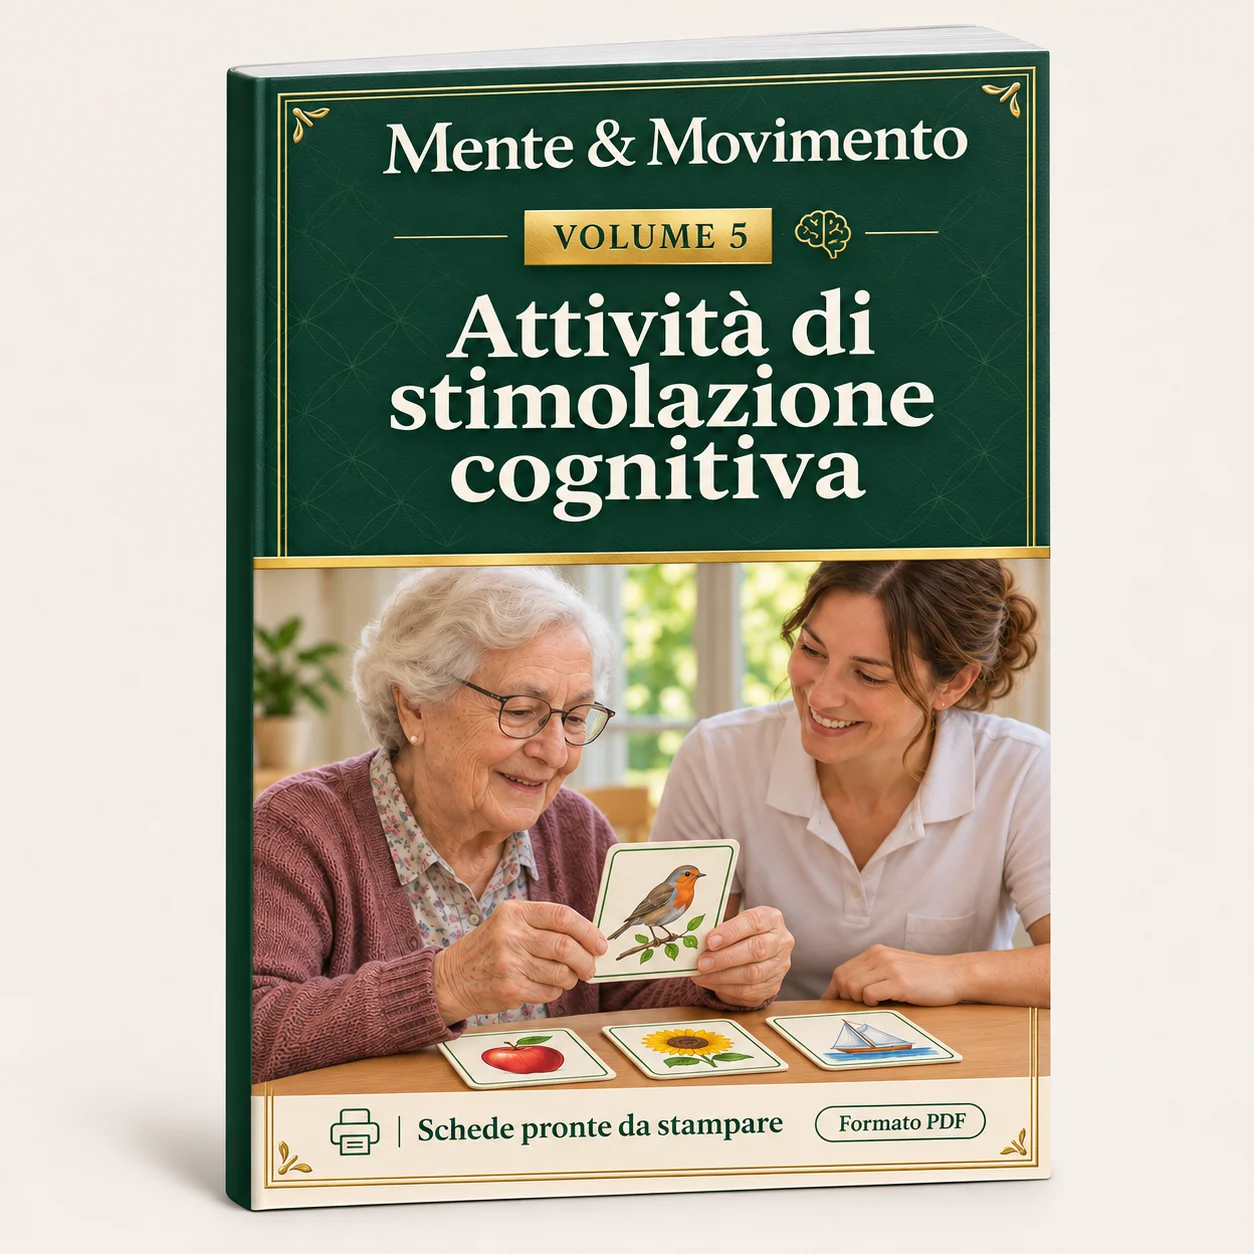 Mente & Movimento
VOLUME 5
Attività di
stimolazione
cognitiva
Schede pronte da stampare
Formato PDF